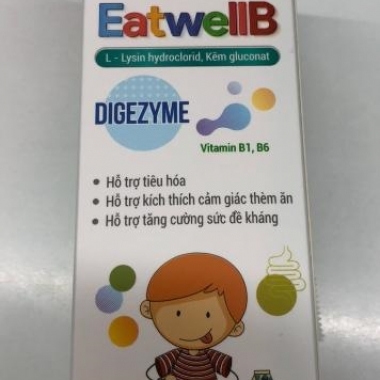 EatwellB
L - Lysin hydroclorid, Kẽm gluconat
DIGEZYME
Vitamin B1, B6
• Hỗ trợ tiêu hóa
• Hỗ trợ kích thích cảm giác thèm ăn
• Hỗ trợ tăng cường sức đề kháng